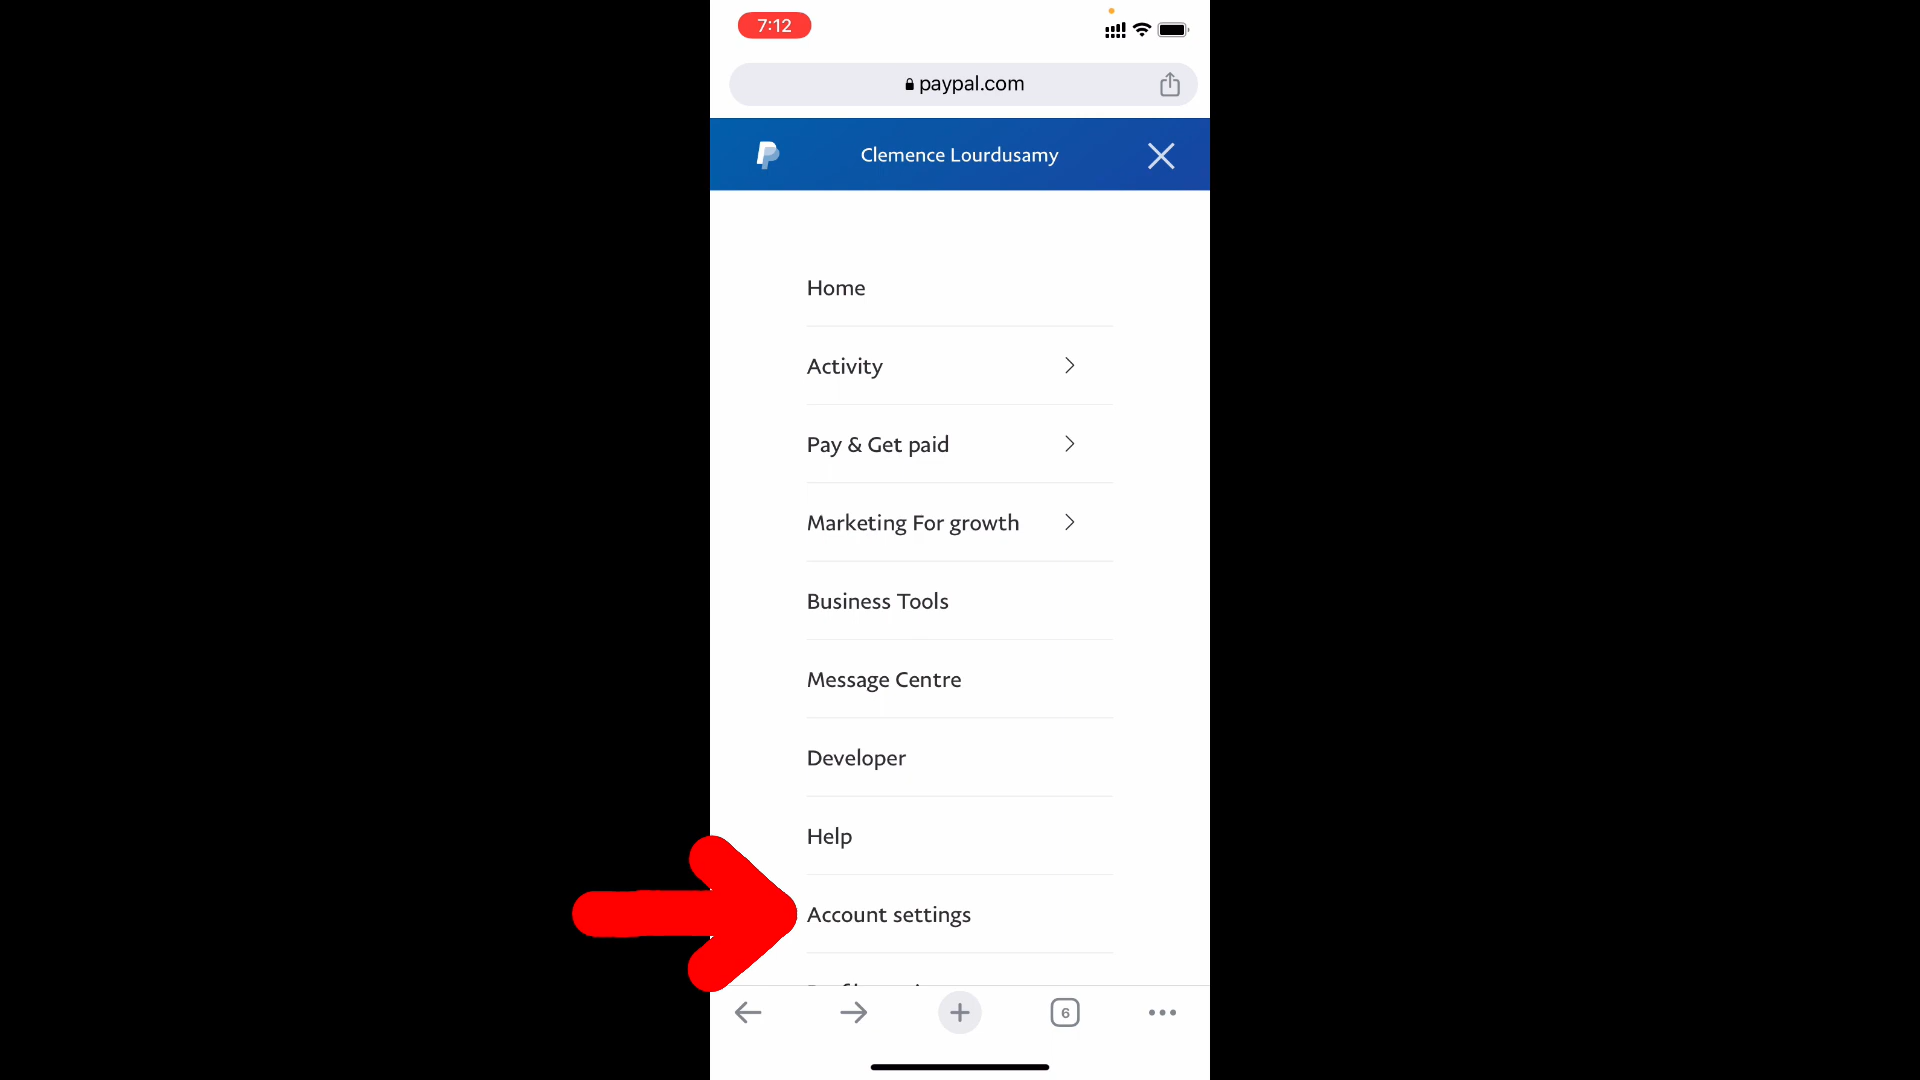 7:12
paypal.com
Clemence Lourdusamy
Home
Activity
Pay & Get paid
Marketing For growth
Business Tools
Message Centre
Developer
Help
Account settings
6